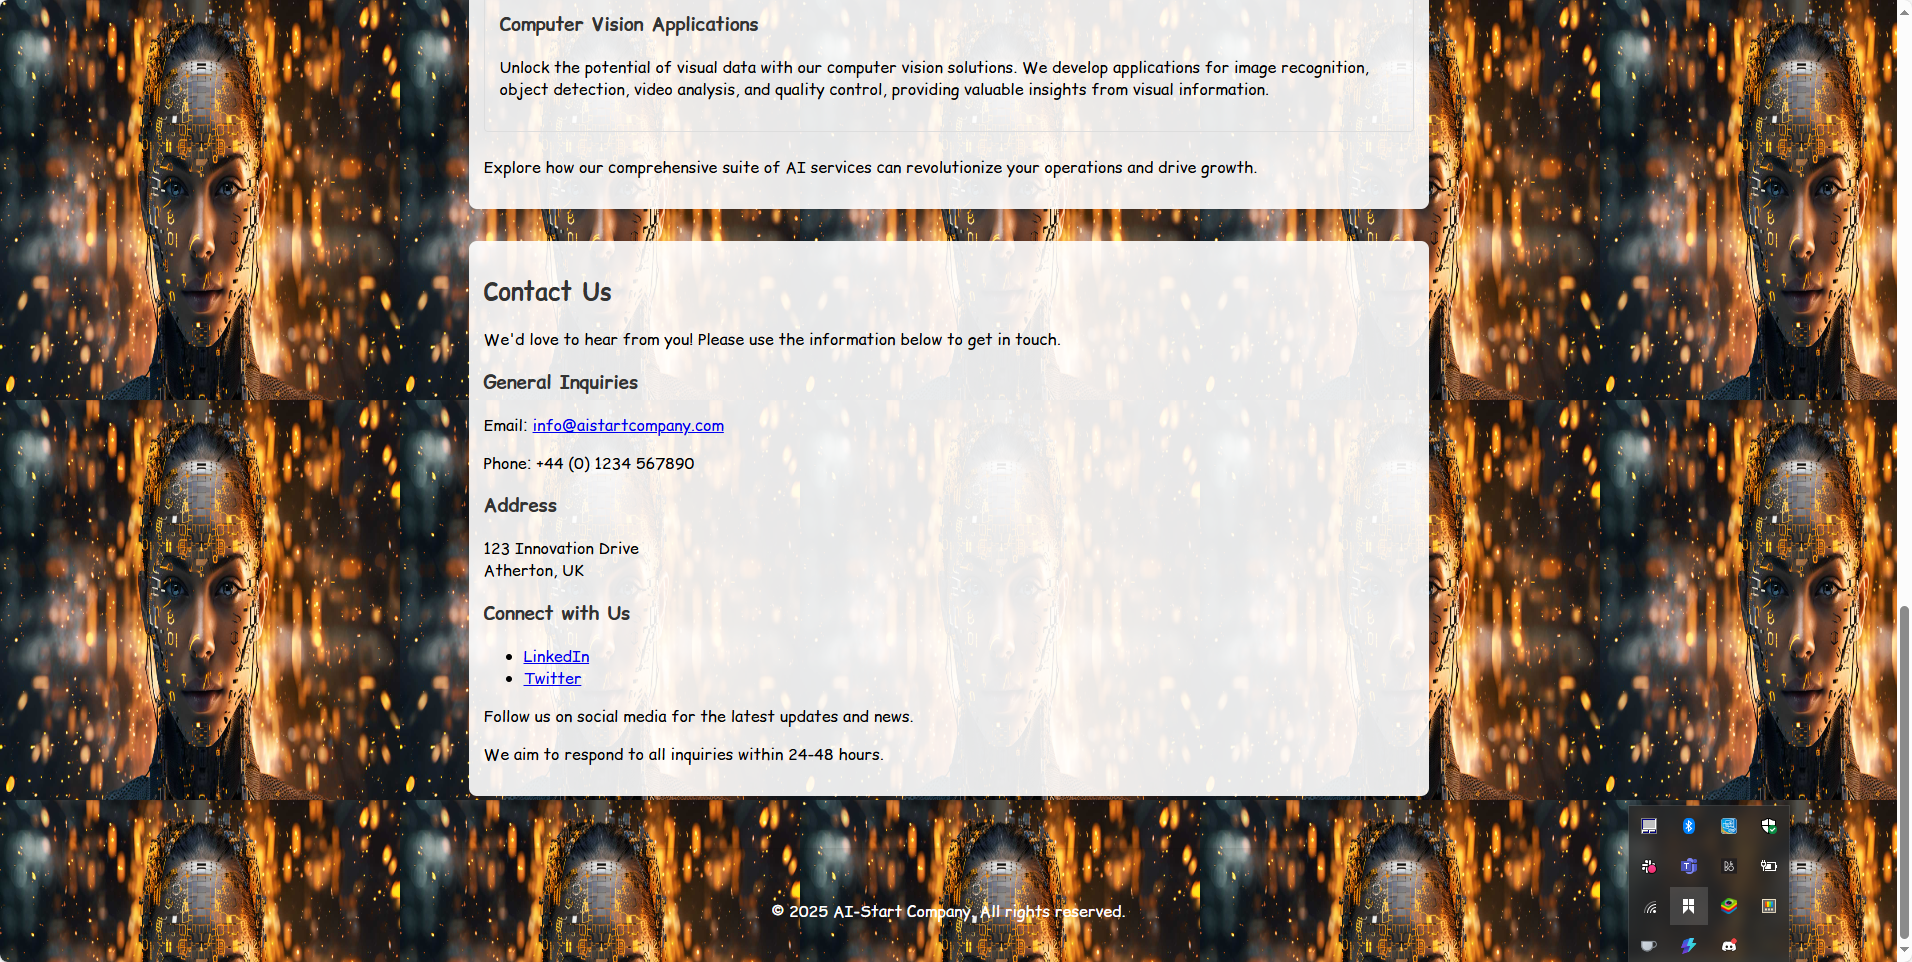 Computer Vision Applications
Unlock the potential of visual data with our computer vision solutions. We develop applications for image recognition,
object detection, video analysis, and quality control, providing valuable insights from visual information.
Explore how our comprehensive suite of AI services can revolutionize your operations and drive growth.
Contact Us
We'd love to hear from you! Please use the information below to get in touch.
General Inquiries
Email: info@aistartcompany.com
Phone: +44 (0) 1234 567890
Address
123 Innovation Drive
Atherton, UK
Connect with Us
LinkedIn
Twitter
Follow us on social media for the latest updates and news.
We aim to respond to all inquiries within 24-48 hours.
© 2025 AI-Start Company. All rights reserved.